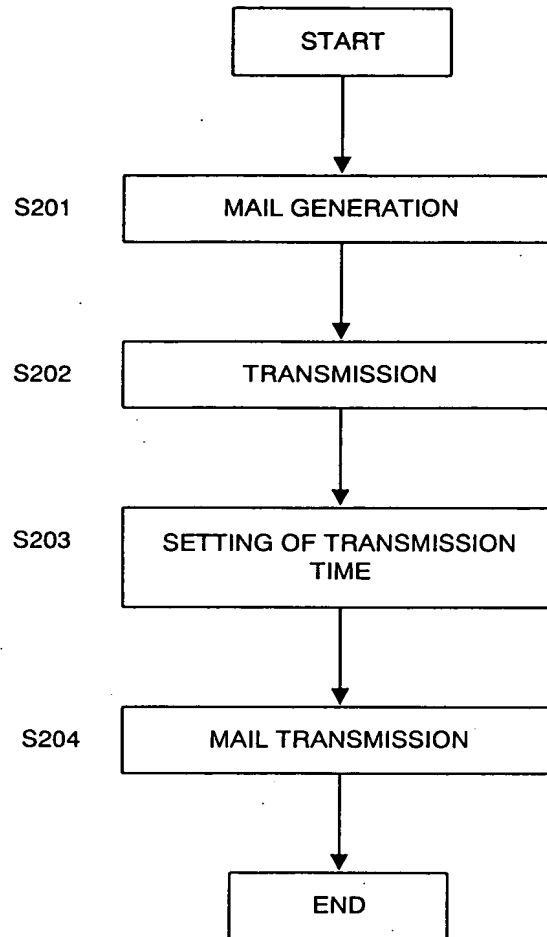 START
S201 MAIL GENERATION
S202 TRANSMISSION
S203 SETTING OF TRANSMISSION
TIME
S204 MAIL TRANSMISSION
END